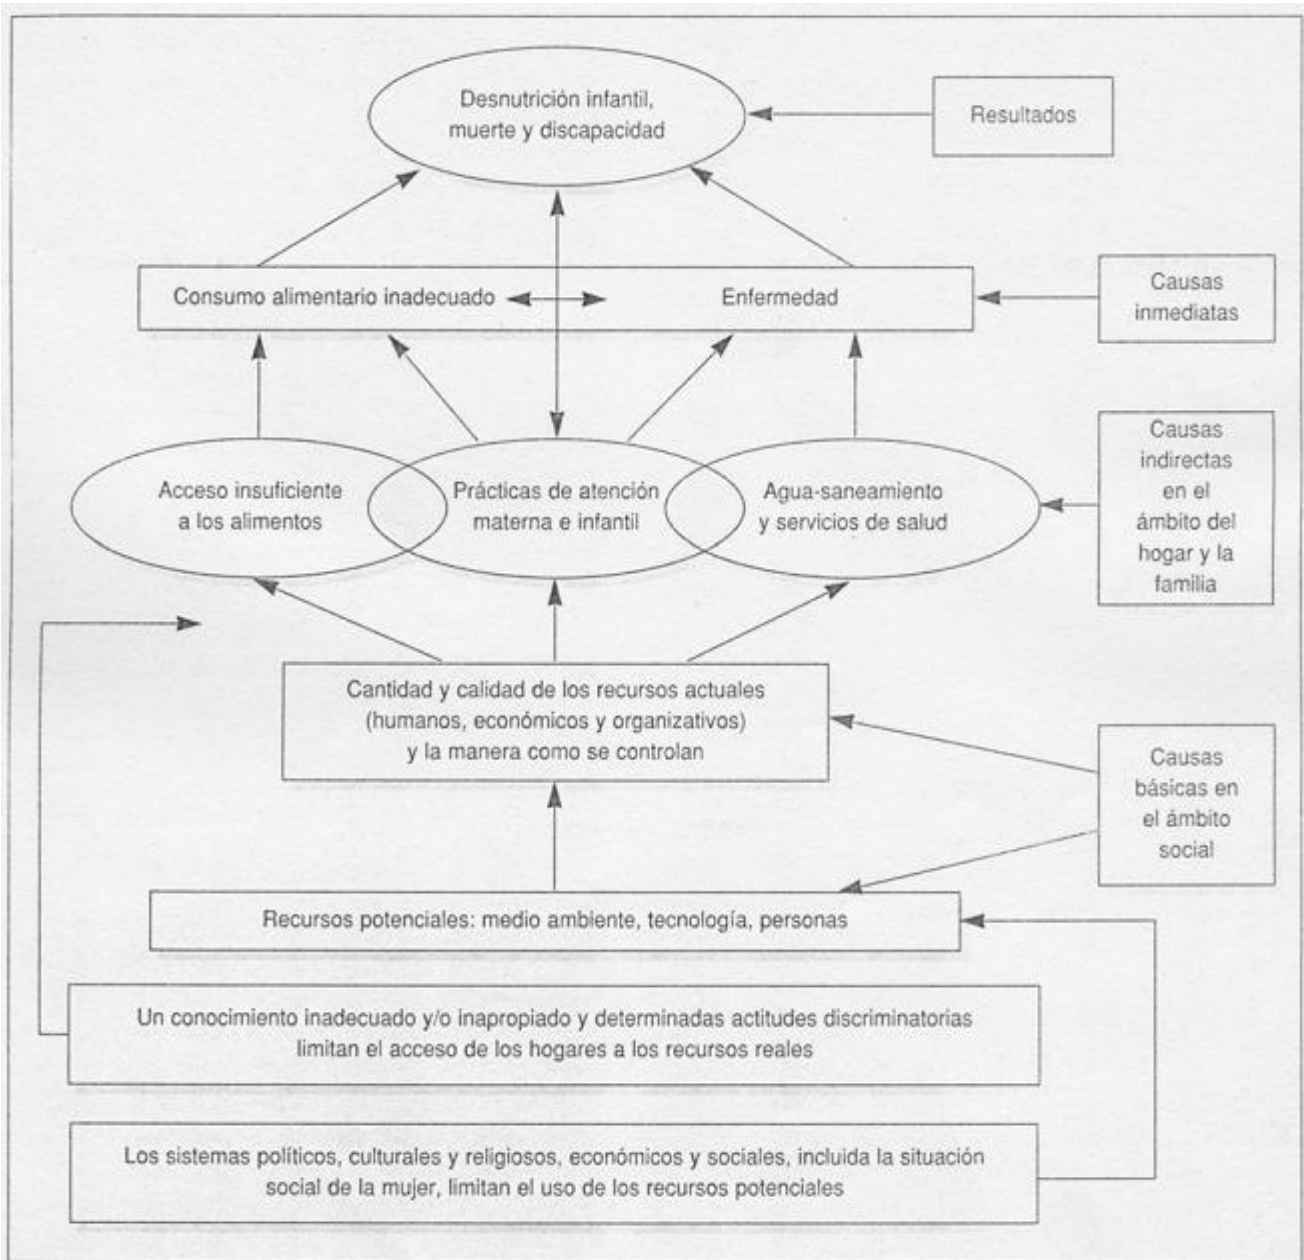 Desnutrición infantil,
muerte y discapacidad
Resultados
Consumo alimentario inadecuado
Enfermedad
Causas
inmediatas
Acceso insuficiente
a los alimentos
Prácticas de atención
materna e infantil
Agua-saneamiento
y servicios de salud
Causas
indirectas
en el
ámbito del
hogar y la
familia
Cantidad y calidad de los recursos actuales
(humanos, económicos y organizativos)
y la manera como se controlan
Causas
básicas en
el ámbito
social
Recursos potenciales: medio ambiente, tecnología, personas
Un conocimiento inadecuado y/o inapropiado y determinadas actitudes discriminatorias
limitan el acceso de los hogares a los recursos reales
Los sistemas políticos, culturales y religiosos, económicos y sociales, incluida la situación
social de la mujer, limitan el uso de los recursos potenciales